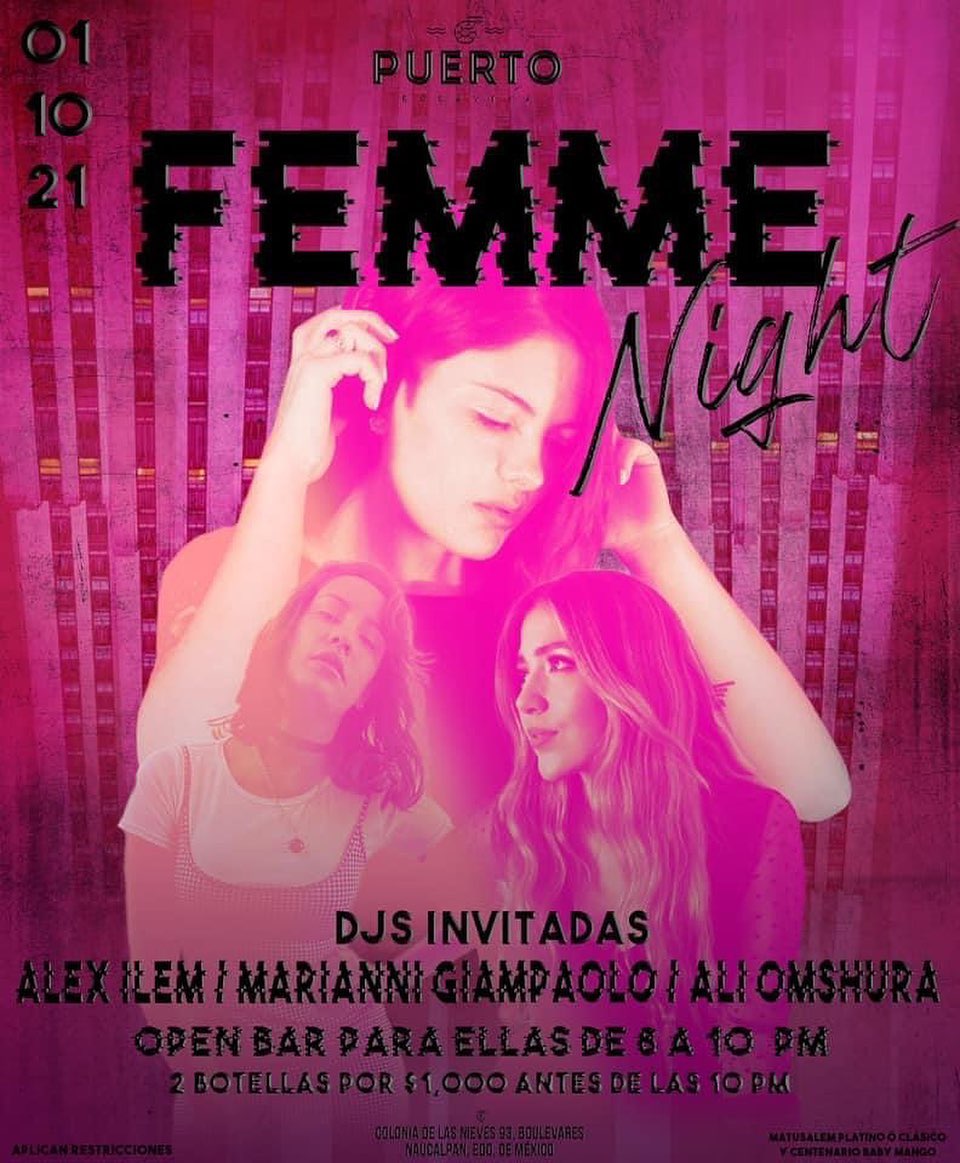 01
10
21
PUERTO
FEMME
Night
DJS INVITADAS
ALEX ILEM / MARIANNI GIAMPAOLO / ALI OMSHURA
OPEN BAR PARA ELLAS DE 8 A 10 PM
2 BOTELLAS POR $1,000 ANTES DE LAS 10 PM
COLONIA DE LAS NIEVES 93, BOULEVARES
NAUCALPAN, EDO. DE MÉXICO
APLICAN RESTRICCIONES
MATUSALEM PLATINO Ó CLÁSICO
Y CENTENARIO BABY MANGO